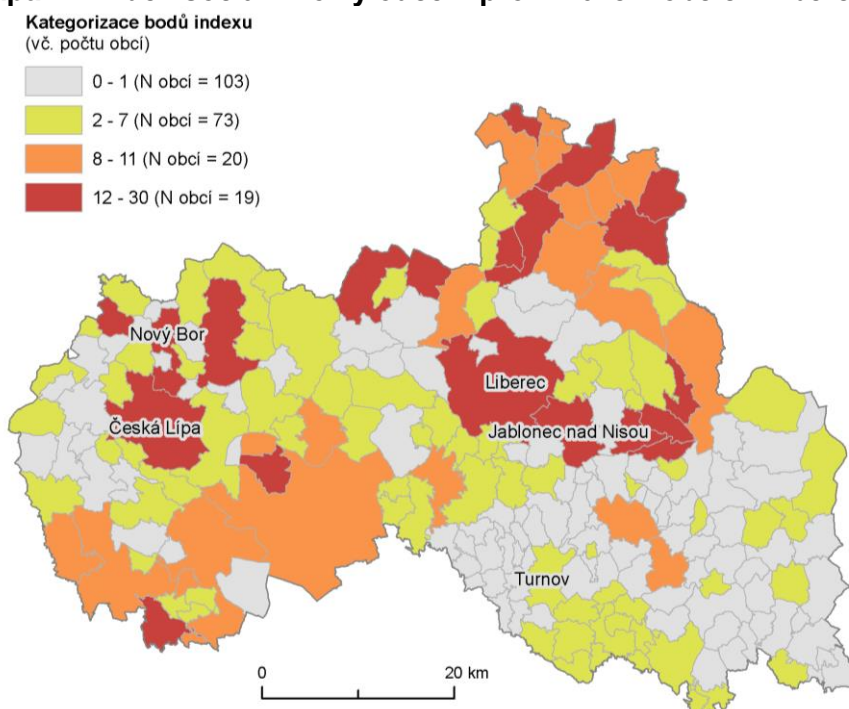 Kategorizace bodů indexu
(vč. počtu obcí)
0 - 1 (N obcí = 103)
2 - 7 (N obcí = 73)
8 - 11 (N obcí = 20)
12 - 30 (N obcí = 19)
Nový Bor
Liberec
Česká Lípa
Jablonec nad Nisou
Turnov
0 20 km